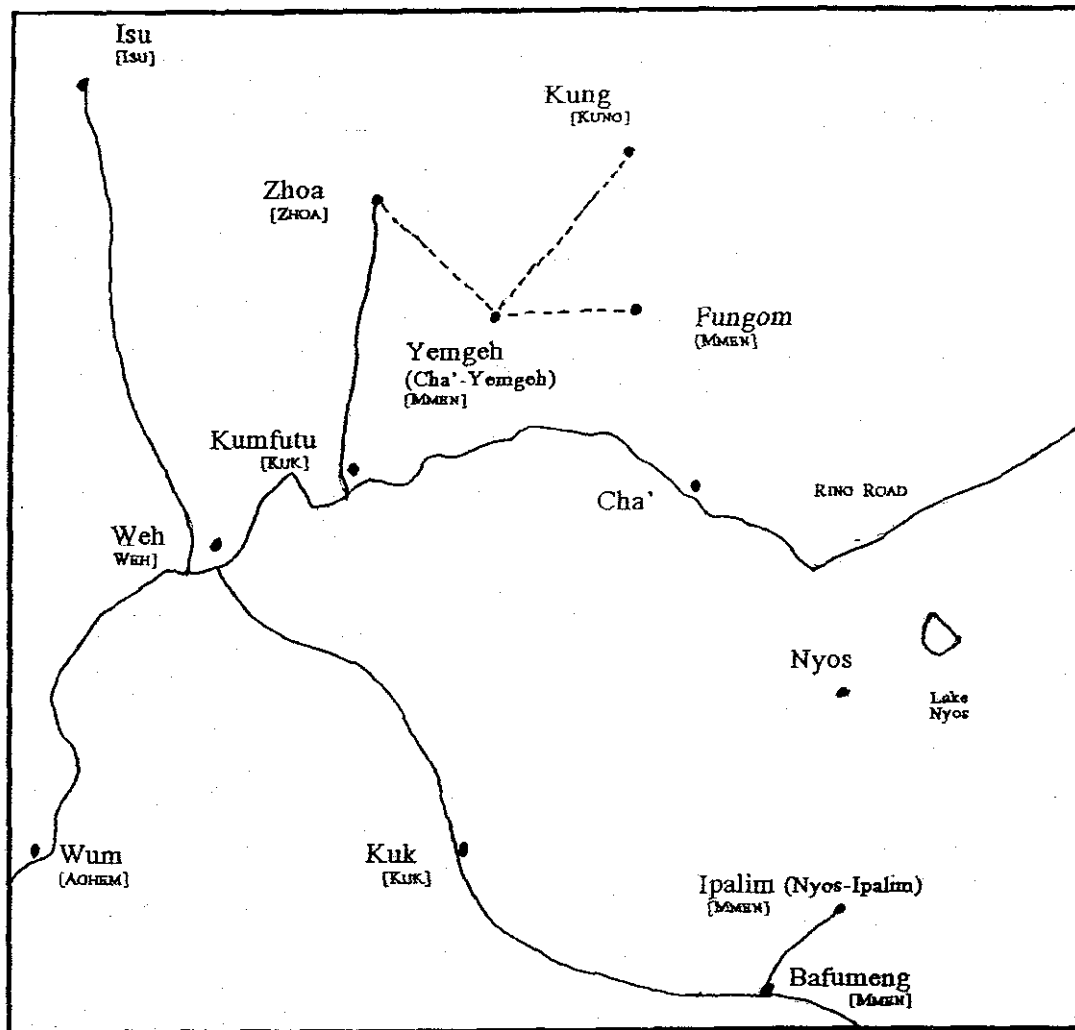 Isu
[ISU]
Kung
[KUNG]
Zhoa
[ZHOA]
Fungom
[MMEN]
Yemgeh
(Cha'-Yemgeh)
[MMEN]
Kumfutu
[KUK]
Cha'
RING ROAD
Weh
WEH]
Nyos
Lake
Nyos
Wum
[AGHEM]
Kuk
[KUK]
Ipalim (Nyos-Ipalim)
[MMEN]
Bafumeng
[MMEN]